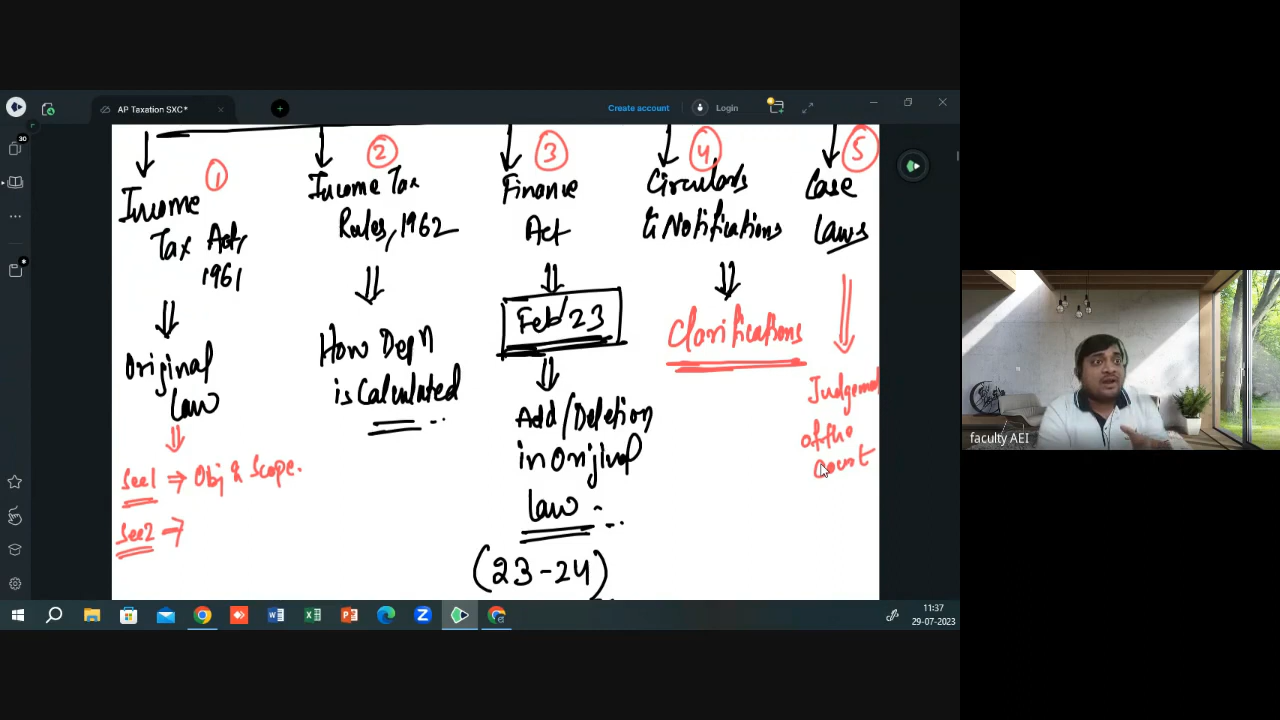 AP Taxation SXC*
Create account
Login
30
①
Income
Tax Act,
1961
Original
Law
Sec1 ⇒ Obj & Scope.
Sec2 →
②
Income Tax
Rules, 1962
How Depn
is Calculated
③
Finance
Act
Feb' 23
Add/Deletion
in Original
Law
(23-24)
④
Circulars
& Notifications
Clarifications
⑤
Case
Laws
Judgemen
of the
Court
faculty AEI
11:37
29-07-2023